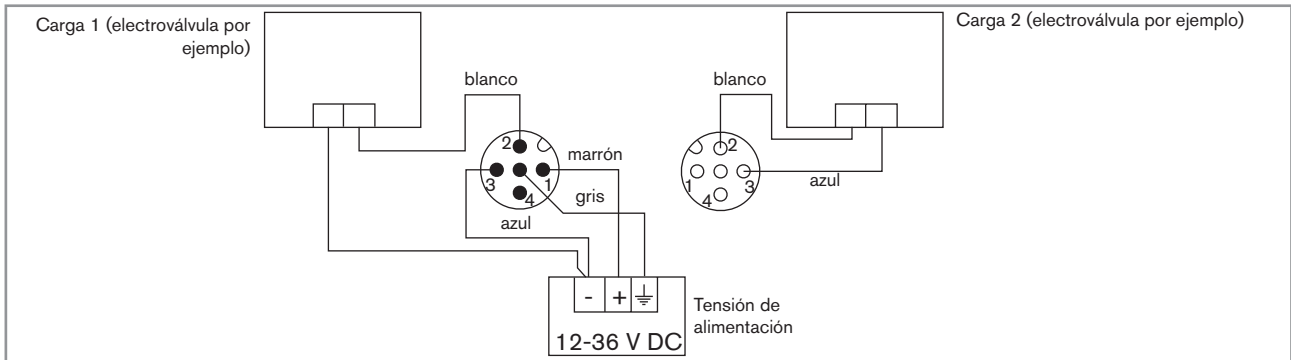 Carga 1 (electroválvula por
ejemplo)
Carga 2 (electroválvula por ejemplo)
blanco
blanco
2
marrón
3
1
4
gris
azul
2
1
3
4
azul
- +
12-36 V DC
Tensión de
alimentación